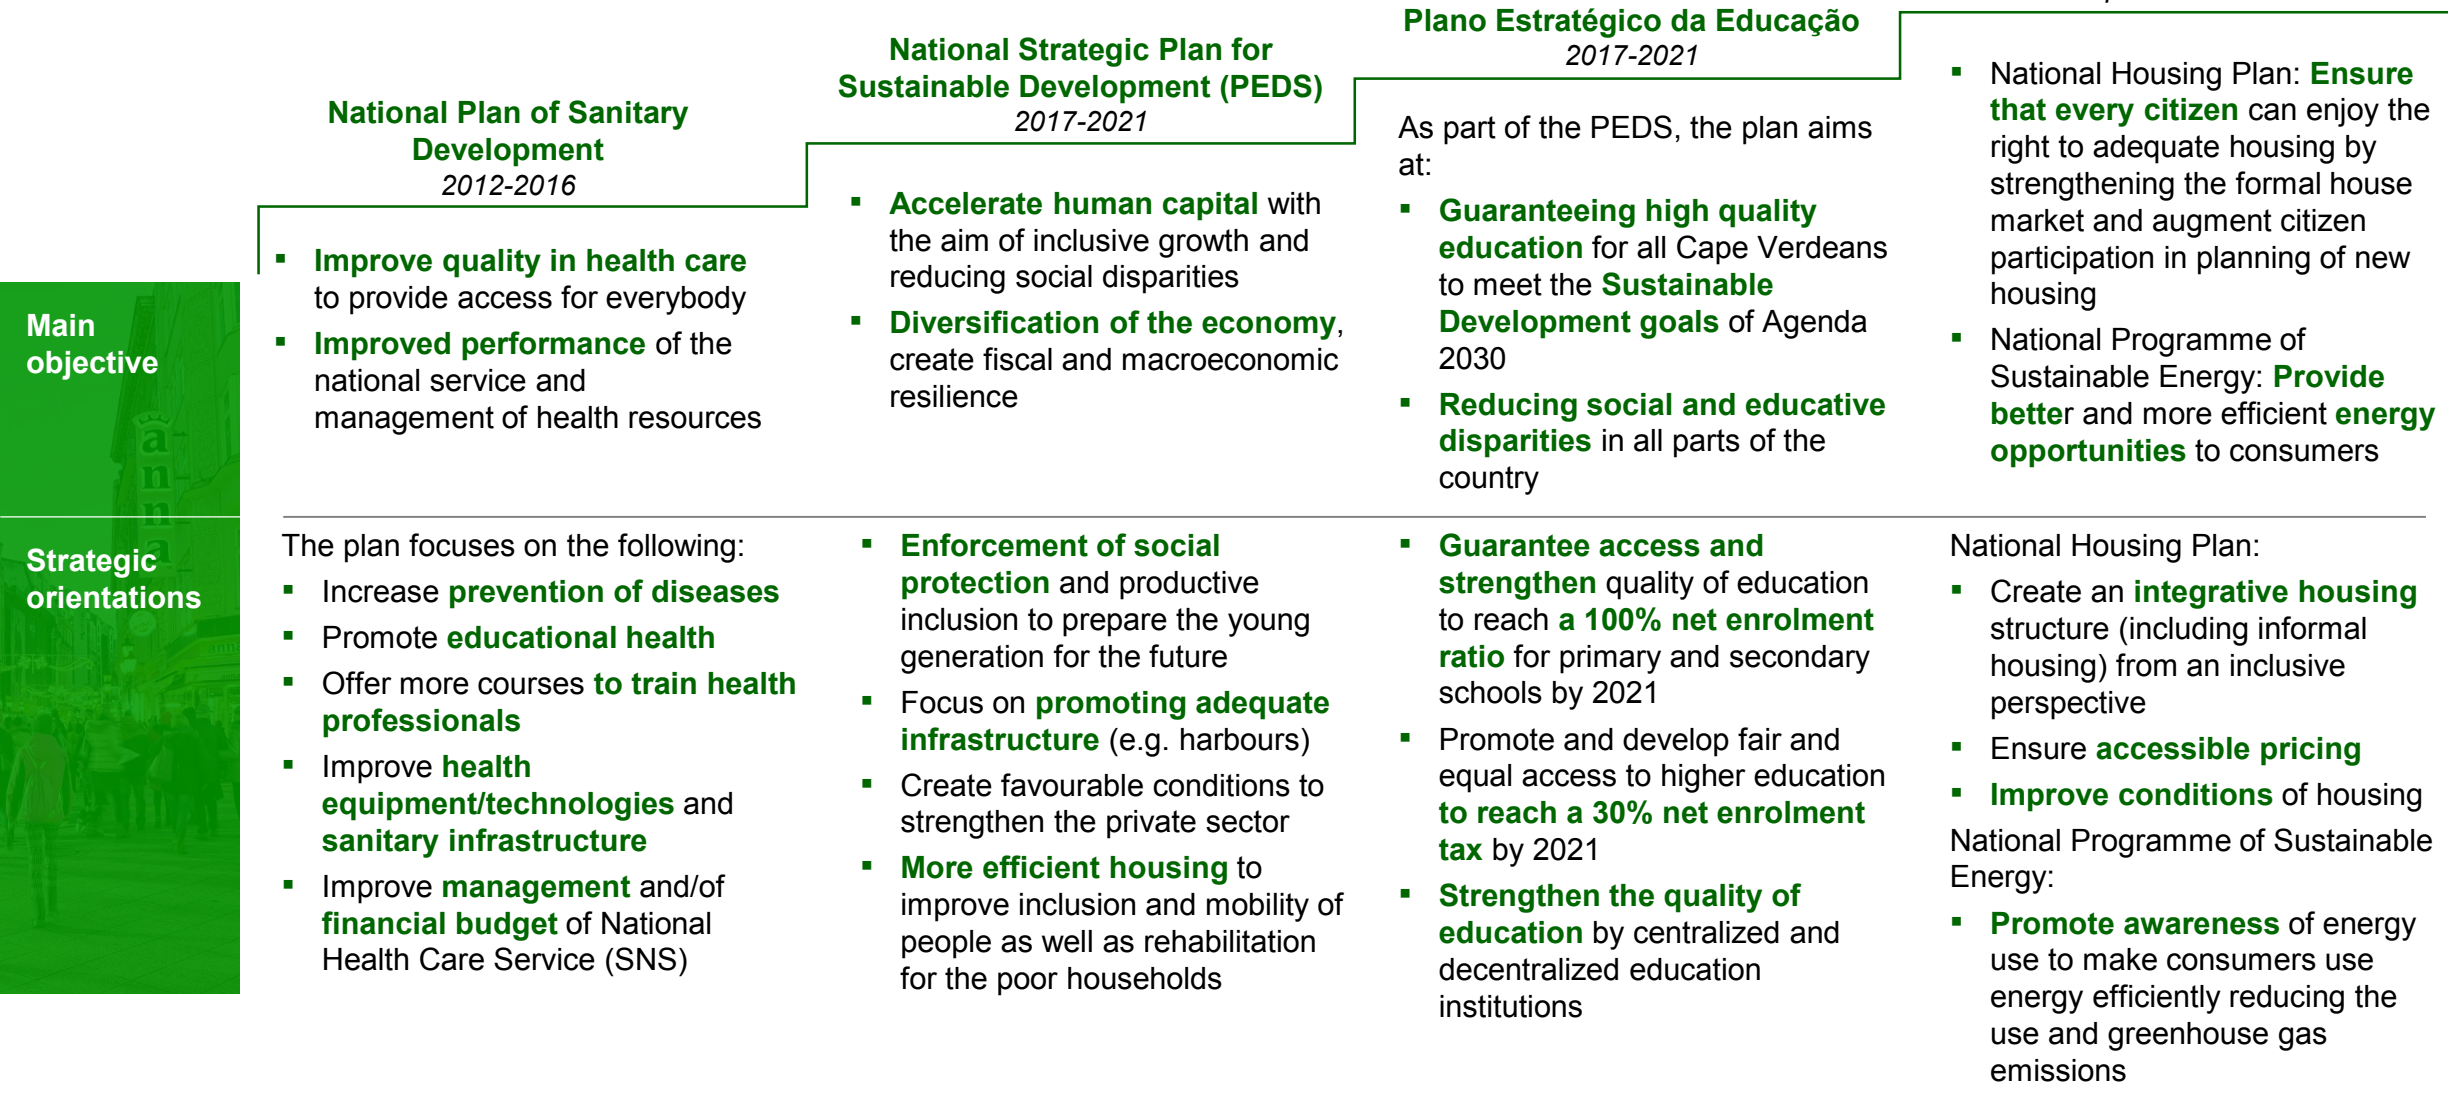 National Plan of Sanitary
Development
2012-2016
National Strategic Plan for
Sustainable Development (PEDS)
2017-2021
Plano Estratégico da Educação
2017-2021
Main
objective
▪ Improve quality in health care
to provide access for everybody
▪ Improved performance of the
national service and
management of health resources
▪ Accelerate human capital with
the aim of inclusive growth and
reducing social disparities
▪ Diversification of the economy,
create fiscal and macroeconomic
resilience
As part of the PEDS, the plan aims
at:
▪ Guaranteeing high quality
education for all Cape Verdeans
to meet the Sustainable
Development goals of Agenda
2030
▪ Reducing social and educative
disparities in all parts of the
country
▪ National Housing Plan: Ensure
that every citizen can enjoy the
right to adequate housing by
strengthening the formal house
market and augment citizen
participation in planning of new
housing
▪ National Programme of
Sustainable Energy: Provide
better and more efficient energy
opportunities to consumers
Strategic
orientations
The plan focuses on the following:
▪ Increase prevention of diseases
▪ Promote educational health
▪ Offer more courses to train health
professionals
▪ Improve health
equipment/technologies and
sanitary infrastructure
▪ Improve management and/of
financial budget of National
Health Care Service (SNS)
▪ Enforcement of social
protection and productive
inclusion to prepare the young
generation for the future
▪ Focus on promoting adequate
infrastructure (e.g. harbours)
▪ Create favourable conditions to
strengthen the private sector
▪ More efficient housing to
improve inclusion and mobility of
people as well as rehabilitation
for the poor households
▪ Guarantee access and
strengthen quality of education
to reach a 100% net enrolment
ratio for primary and secondary
schools by 2021
▪ Promote and develop fair and
equal access to higher education
to reach a 30% net enrolment
tax by 2021
▪ Strengthen the quality of
education by centralized and
decentralized education
institutions
National Housing Plan:
▪ Create an integrative housing
structure (including informal
housing) from an inclusive
perspective
▪ Ensure accessible pricing
▪ Improve conditions of housing
National Programme of Sustainable
Energy:
▪ Promote awareness of energy
use to make consumers use
energy efficiently reducing the
use and greenhouse gas
emissions
anna